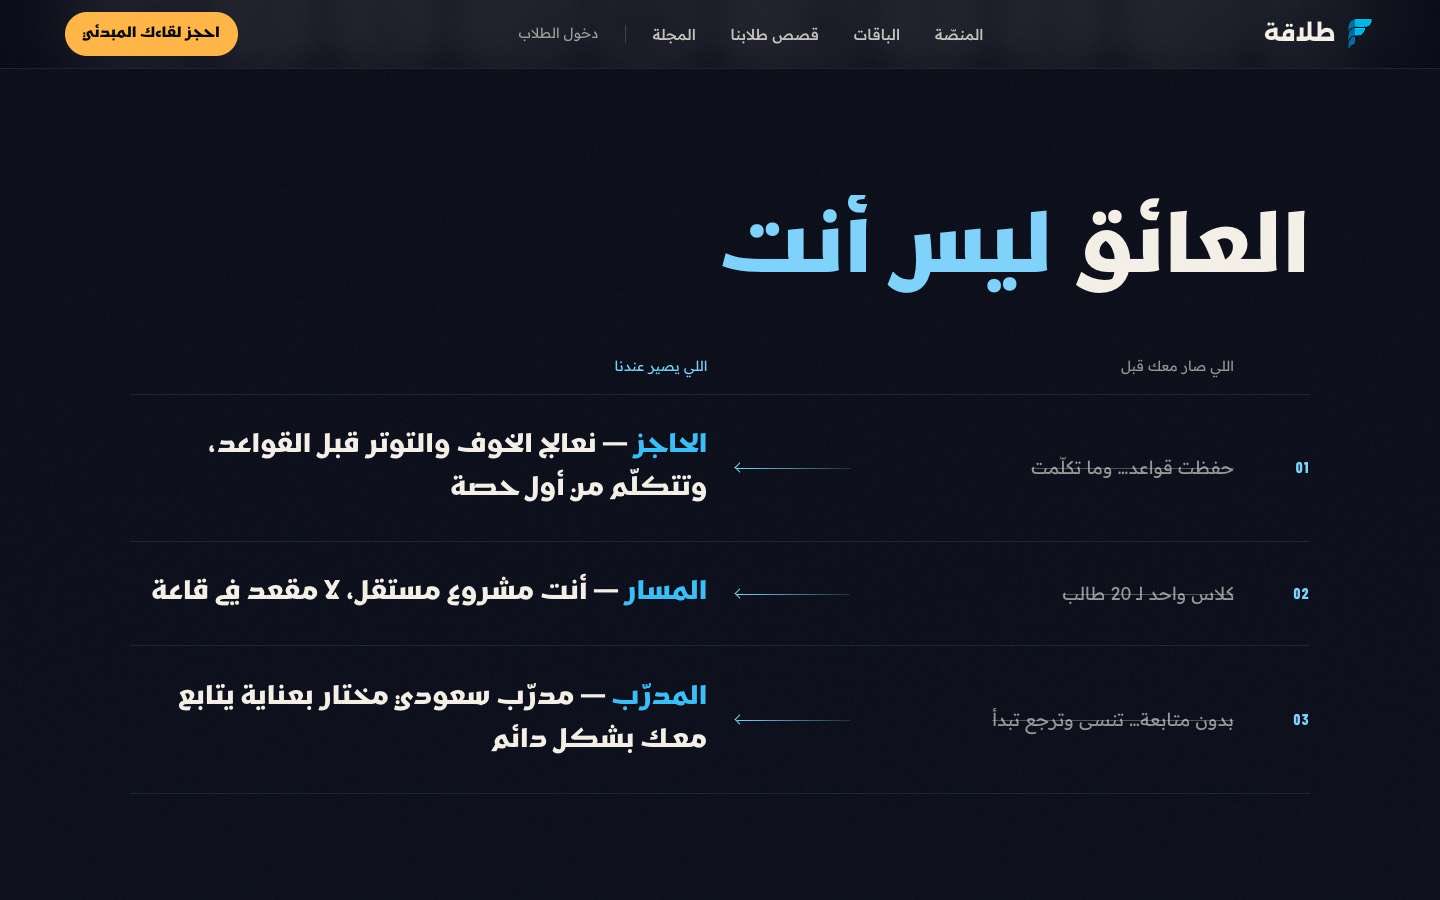 طلاقة
المنصّة
الباقات
قصص طلابنا
المجلة
دخول الطلاب
احجز لقاءك المبدئي
العائق ليس أنت
اللي صار معك قبل
اللي يصير عندنا
01
حفظت قواعد… وما تكلّمت
الحاجز — نعالج الخوف والتوتر قبل القواعد،
وتتكلّم من أول حصة
02
كلاس واحد لـ 20 طالب
المسار — أنت مشروع مستقل، لا مقعد في قاعة
03
بدون متابعة… تنسى وترجع تبدأ
المدرّب — مدرّب سعودي مختار بعناية يتابع
معك بشكل دائم